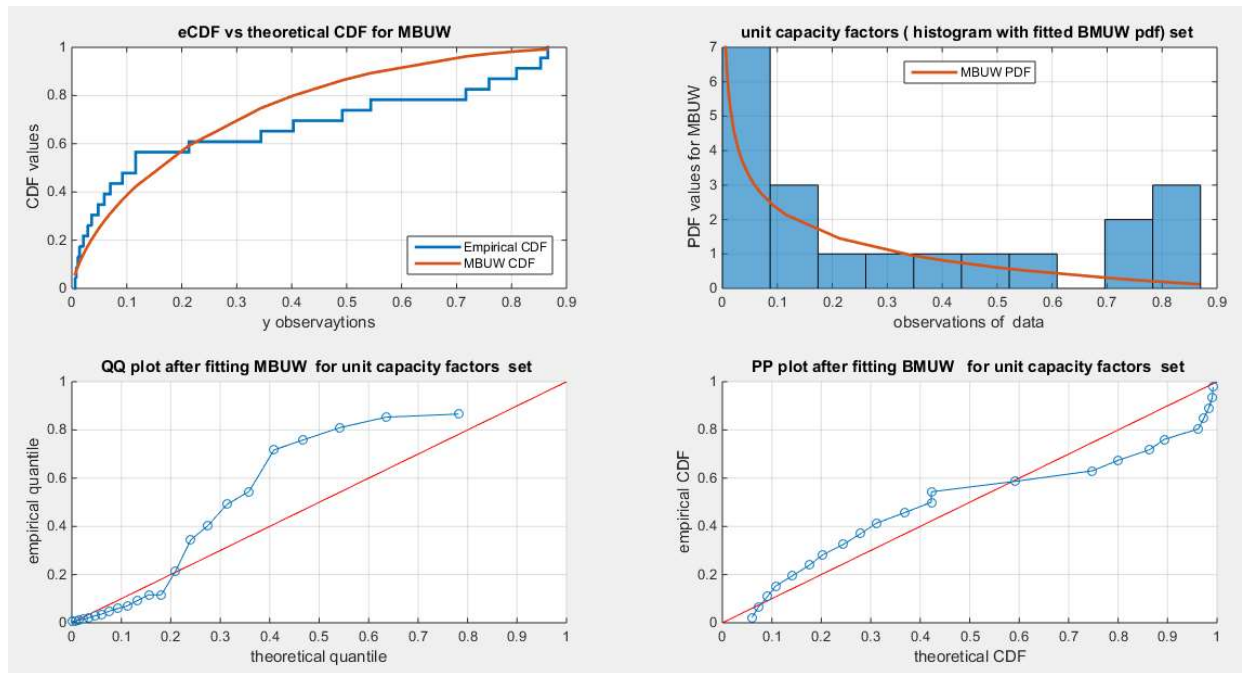 eCDF vs theoretical CDF for MBUW
1
0.8
0.6
0.4
0.2
0
CDF values
Empirical CDF
MBUW CDF
0 0.1 0.2 0.3 0.4 0.5 0.6 0.7 0.8 0.9
y observaytions
unit capacity factors ( histogram with fitted BMUW pdf) set
7
6
5
4
3
2
1
0
PDF values for MBUW
MBUW PDF
0 0.1 0.2 0.3 0.4 0.5 0.6 0.7 0.8 0.9
observations of data
QQ plot after fitting MBUW for unit capacity factors set
1
0.8
0.6
0.4
0.2
0
empirical quantile
0 0.1 0.2 0.3 0.4 0.5 0.6 0.7 0.8 0.9 1
theoretical quantile
PP plot after fitting BMUW for unit capacity factors set
1
0.8
0.6
0.4
0.2
0
empirical CDF
0 0.1 0.2 0.3 0.4 0.5 0.6 0.7 0.8 0.9 1
theoretical CDF